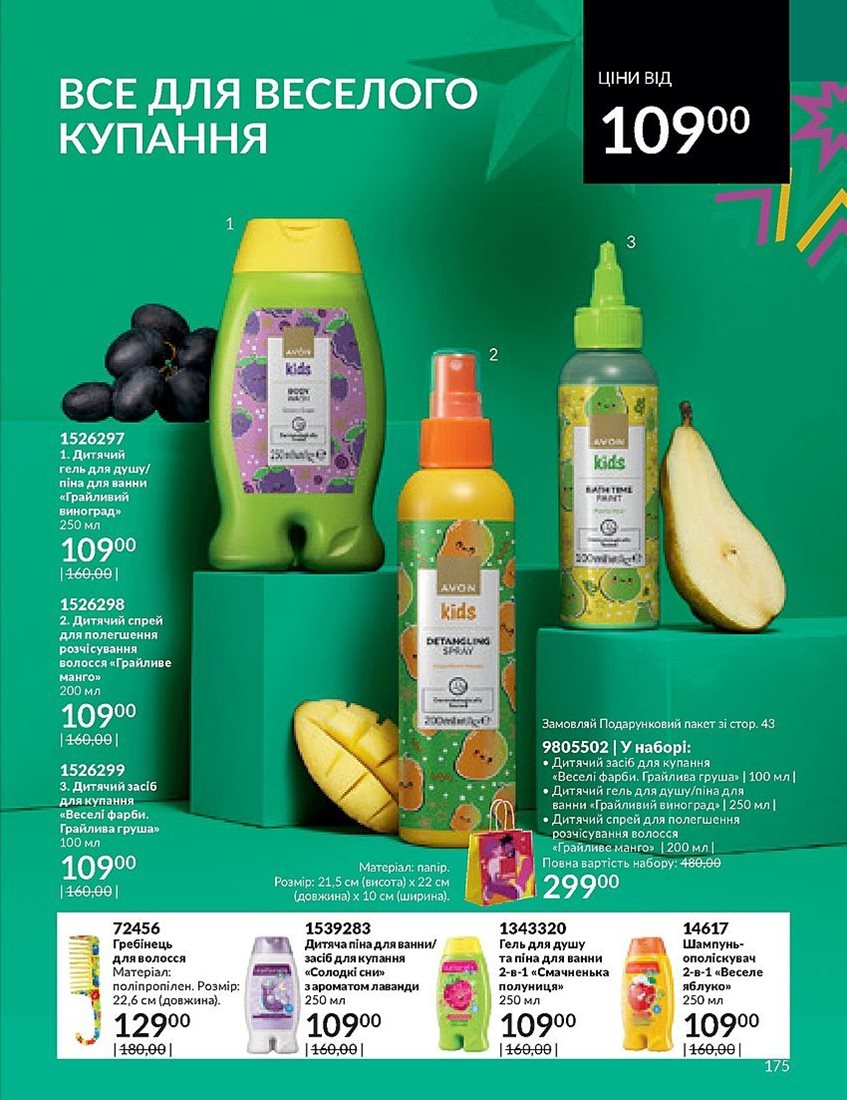 ВСЕ ДЛЯ ВЕСЕЛОГО
КУПАННЯ
ЦІНИ ВІД
109⁰⁰
1
2
3
AVON
kids
BODY
WASH
AVON
kids
DETANGLING
SPRAY
AVON
kids
BATH TIME
PAINT
1526297
1. Дитячий
гель для душу/
піна для ванни
«Грайливий
виноград»
250 мл
109⁰⁰
|160,00|
1526298
2. Дитячий спрей
для полегшення
розчісування
волосся «Грайливе
манго»
200 мл
109⁰⁰
|160,00|
1526299
3. Дитячий засіб
для купання
«Веселі фарби.
Грайлива груша»
100 мл
109⁰⁰
|160,00|
Замовляй Подарунковий пакет зі стор. 43
9805502 | У наборі:
• Дитячий засіб для купання
«Веселі фарби. Грайлива груша» | 100 мл |
• Дитячий гель для душу/піна для
ванни «Грайливий виноград» | 250 мл |
• Дитячий спрей для полегшення
розчісування волосся
«Грайливе манго» | 200 мл |
Повна вартість набору: 480,00
299⁰⁰
Матеріал: папір.
Розмір: 21,5 см (висота) х 22 см
(довжина) х 10 см (ширина).
72456
Гребінець
для волосся
Матеріал:
поліпропілен. Розмір:
22,6 см (довжина).
129⁰⁰
|180,00|
1539283
Дитяча піна для ванни/
засіб для купання
«Солодкі сни»
з ароматом лаванди
250 мл
109⁰⁰
|160,00|
1343320
Гель для душу
та піна для ванни
2-в-1 «Смачненька
полуниця»
250 мл
109⁰⁰
|160,00|
14617
Шампунь-
ополіскувач
2-в-1 «Веселе
яблуко»
250 мл
109⁰⁰
|160,00|
175